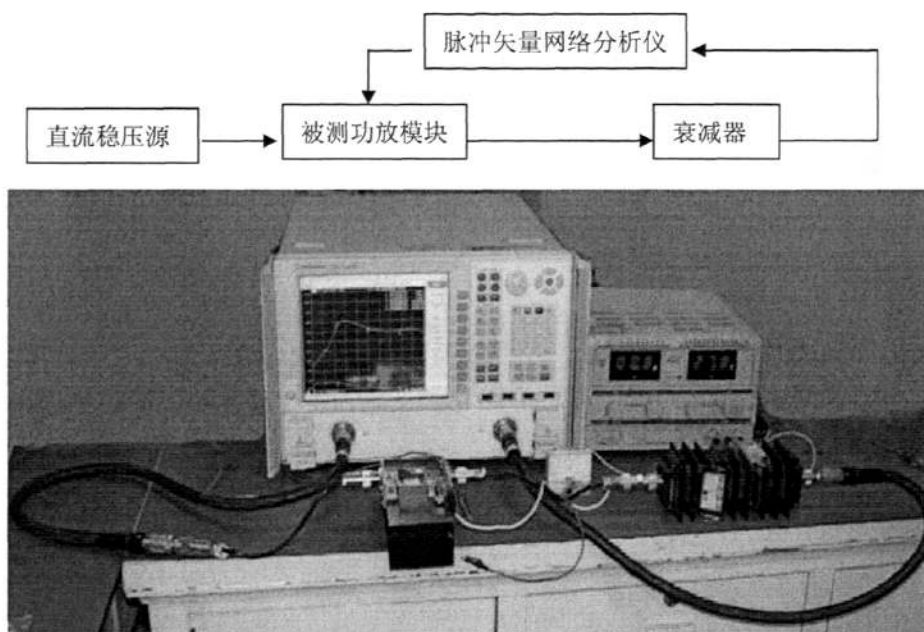 脉冲矢量网络分析仪
直流稳压源
被测功放模块
衰减器